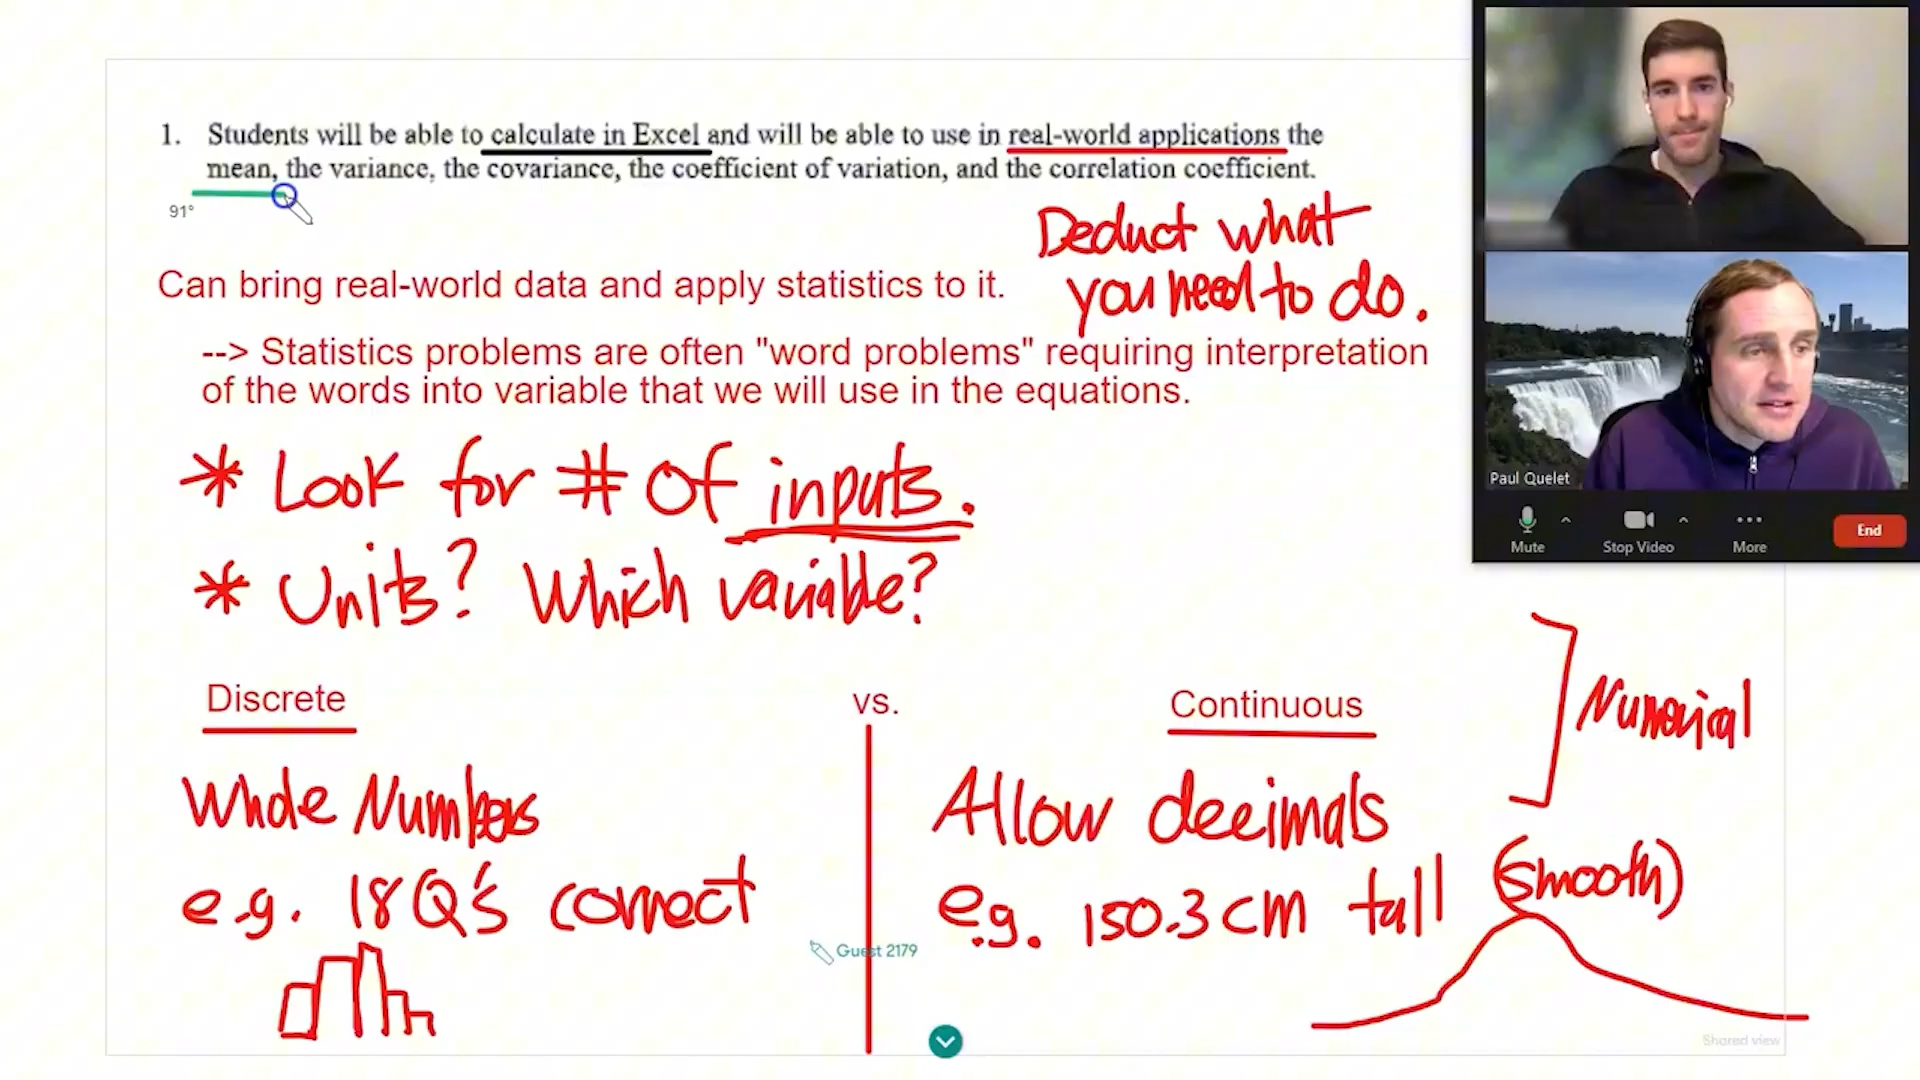 1. Students will be able to calculate in Excel and will be able to use in real-world applications the
mean, the variance, the covariance, the coefficient of variation, and the correlation coefficient.
91°
Deduct what
you need to do.
Can bring real-world data and apply statistics to it.
--> Statistics problems are often "word problems" requiring interpretation
of the words into variable that we will use in the equations.
* Look for # of inputs.
* Units? Which variable?
Discrete
vs.
Continuous
Numerical
Whole Numbers
Allow decimals
e.g. 18 Q's correct
e.g. 150.3 cm tall
(smooth)
Guest 2179
Shared view
Paul Quelet
Mute
Stop Video
More
End